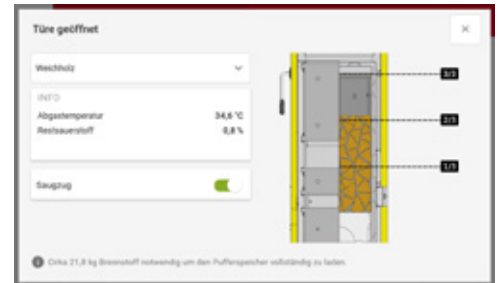 Türe geöffnet
Weichholz
INFO
Abgastemperatur 34,6 °C
Restsauerstoff 0,8 %
Saugzug
3/3
2/3
1/3
Cirka 21,8 kg Brennstoff notwendig um den Pufferspeicher vollständig zu laden.